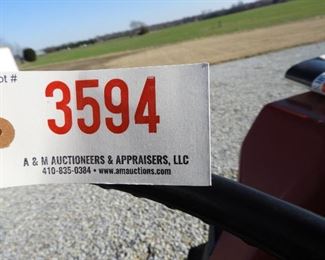 ot #
3594
A & M AUCTIONEERS & APPRAISERS, LLC
410-835-0384 • www.amauctions.com